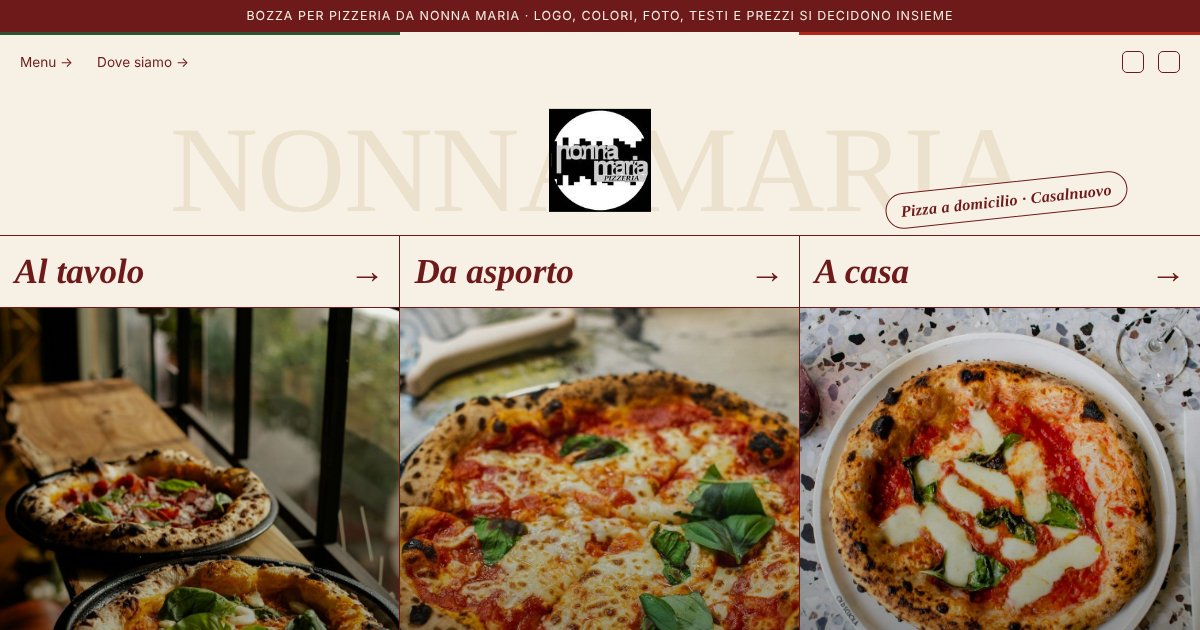 BOZZA PER PIZZERIA DA NONNA MARIA · LOGO, COLORI, FOTO, TESTI E PREZZI SI DECIDONO INSIEME
Menu → Dove siamo →
NONNA MARIA
nonna
maria
PIZZERIA
Pizza a domicilio · Casalnuovo
Al tavolo →
Da asporto →
A casa →